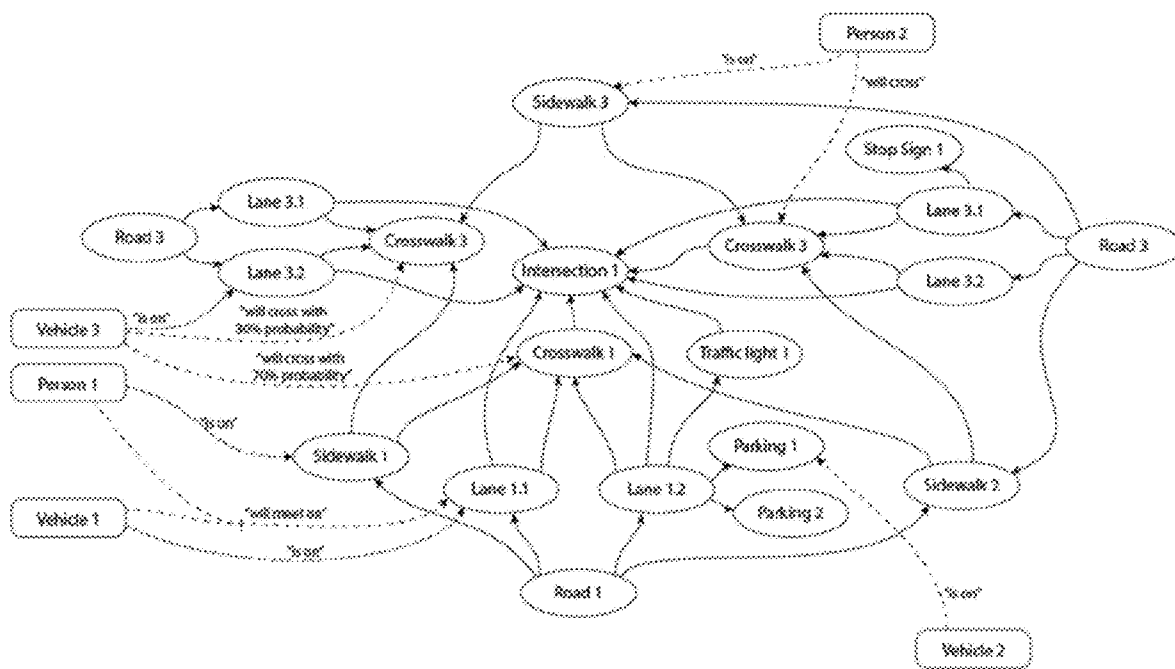 Person 2
"is on"
Sidewalk 3
"will cross"
Stop Sign 1
Lane 3.1
Lane 3.1
Road 3
Crosswalk 3
Crosswalk 3
Road 3
Intersection 1
Lane 3.2
Lane 3.2
Vehicle 3
"is on"
"will cross with
30% probability"
Crosswalk 1
Traffic light 1
"will cross with
70% probability"
Person 1
"is on"
Sidewalk 1
Parking 1
Lane 1.1
Lane 1.2
Sidewalk 2
Vehicle 1
"will meet on"
Parking 2
"is on"
Road 1
"is on"
Vehicle 2